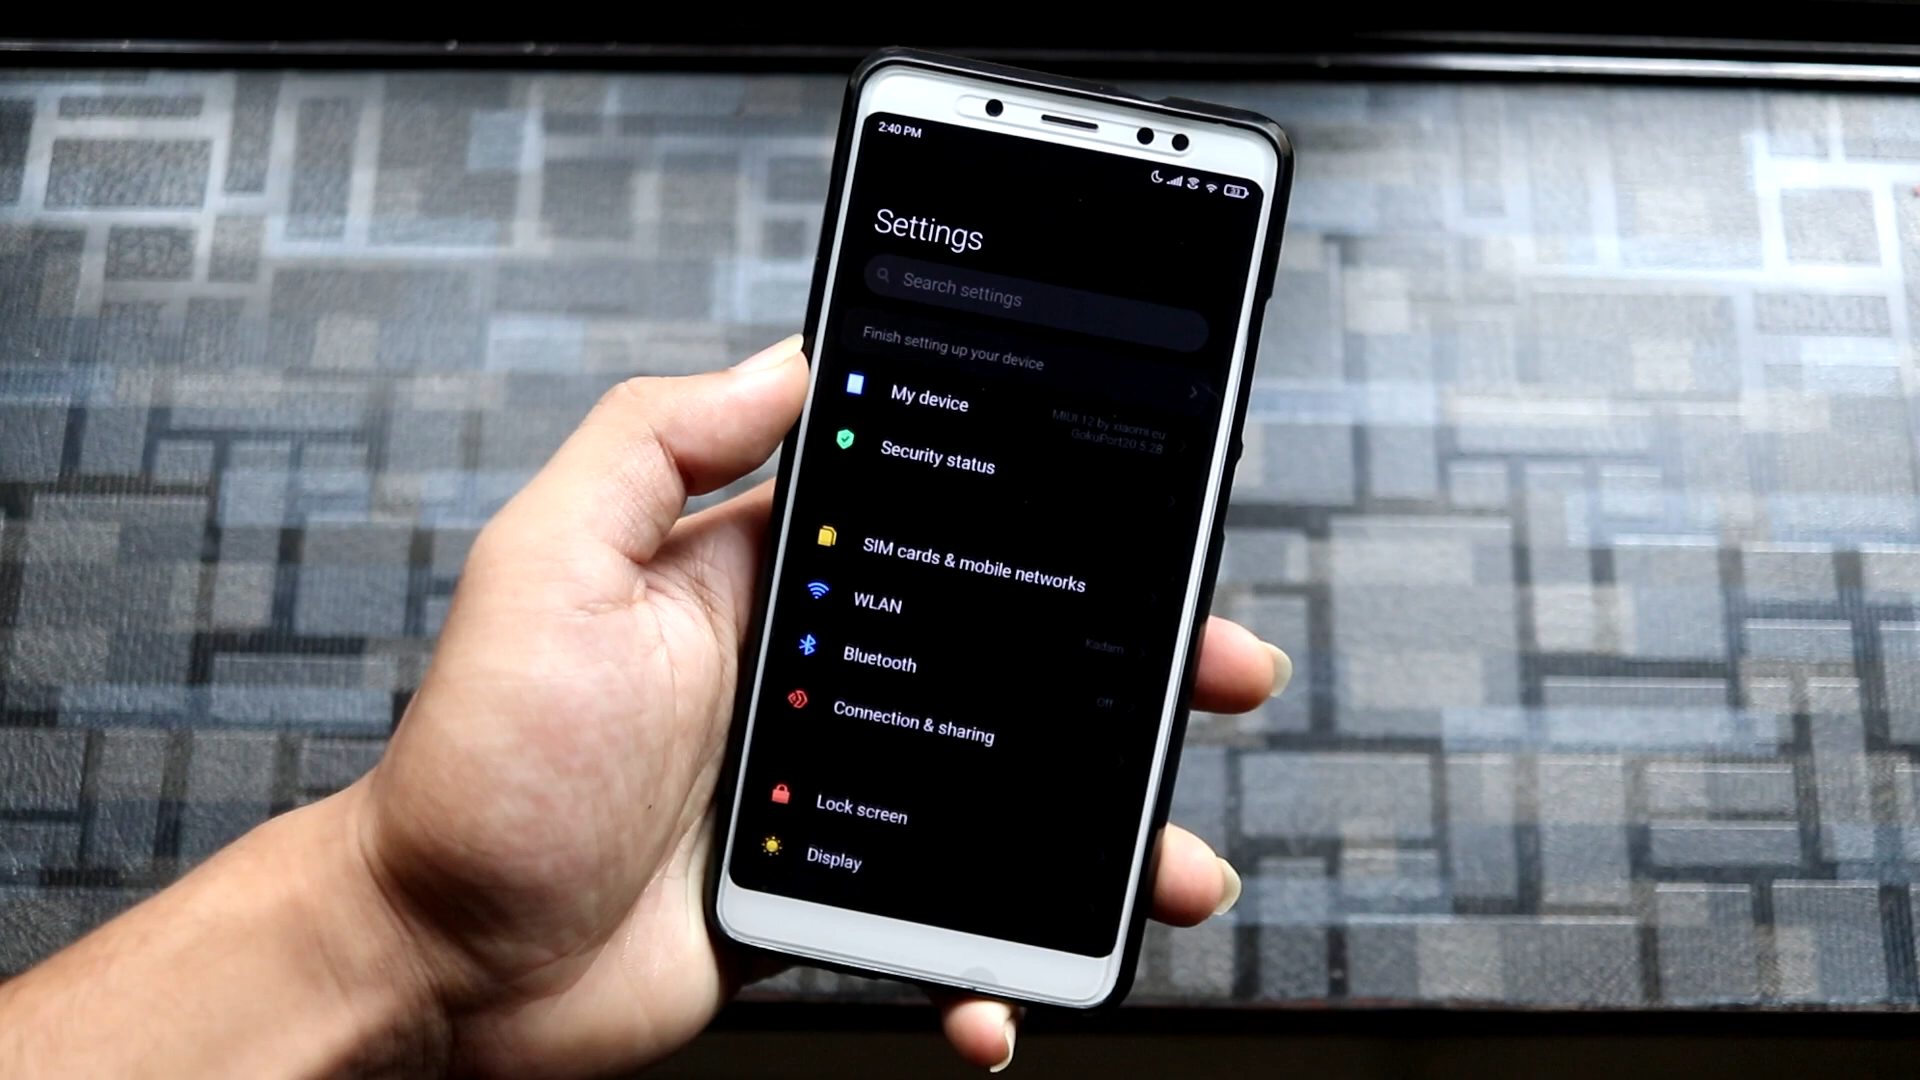 2:40 PM
33
Settings
Search settings
Finish setting up your device
My device
MIUI 12 by xiaomi.eu
GokuPort20.5.28
Security status
SIM cards & mobile networks
WLAN
Kadam
Bluetooth
Off
Connection & sharing
Lock screen
Display